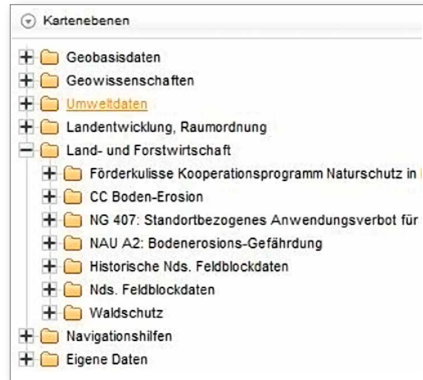 Kartenebenen
Geobasisdaten
Geowissenschaften
Umweltdaten
Landentwicklung, Raumordnung
Land- und Forstwirtschaft
Förderkulisse Kooperationsprogramm Naturschutz in
CC Boden-Erosion
NG 407: Standortbezogenes Anwendungsverbot für
NAU A2: Bodenerosions-Gefährdung
Historische Nds. Feldblockdaten
Nds. Feldblockdaten
Waldschutz
Navigationshilfen
Eigene Daten